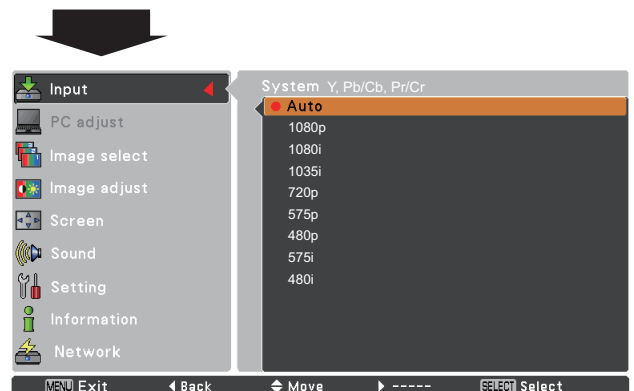 Input
PC adjust
Image select
Image adjust
Screen
Sound
Setting
Information
Network
System Y, Pb/Cb, Pr/Cr
Auto
1080p
1080i
1035i
720p
575p
480p
575i
480i
MENU Exit Back Move ----- SELECT Select